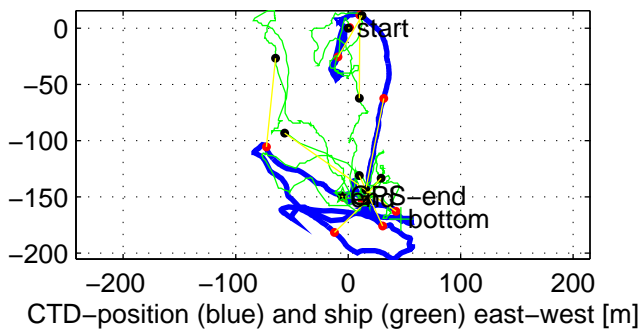 0
start
−50
−100
−150
GPS−end
end
bottom
−200
−200 −100 0 100 200
CTD−position (blue) and ship (green) east−west [m]